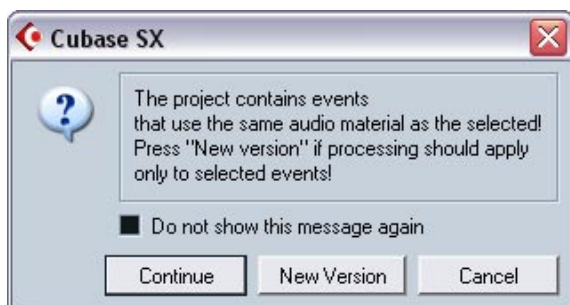 Cubase SX
The project contains events
that use the same audio material as the selected!
Press "New version" if processing should apply
only to selected events!
Do not show this message again
Continue New Version Cancel